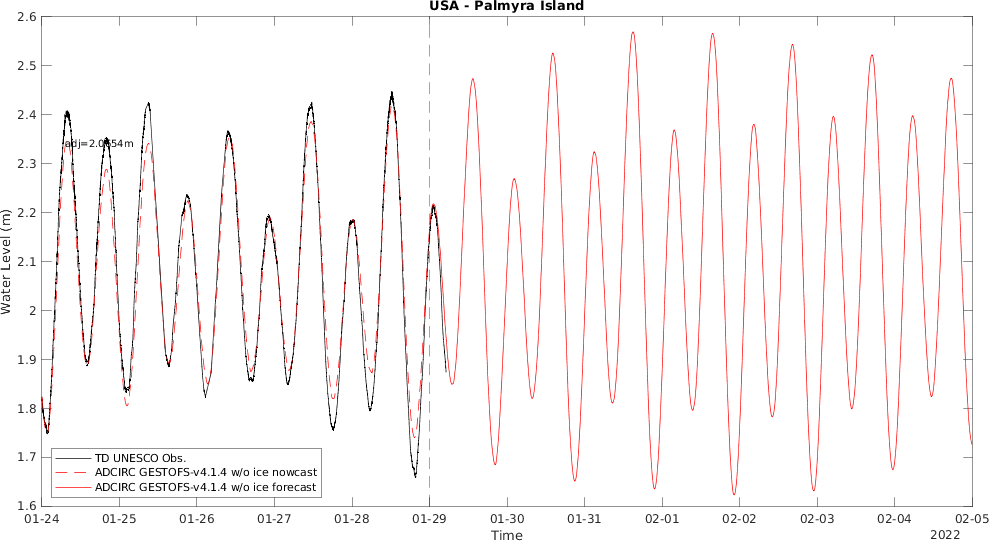 USA - Palmyra Island
2.6
2.5
2.4
2.3
2.2
2.1
2
1.9
1.8
1.7
1.6
Water Level (m)
TD UNESCO Obs.
ADCIRC GESTOFS-v4.1.4 w/o ice nowcast
ADCIRC GESTOFS-v4.1.4 w/o ice forecast
01-24 01-25 01-26 01-27 01-28 01-29 01-30 01-31 02-01 02-02 02-03 02-04 02-05
Time
2022